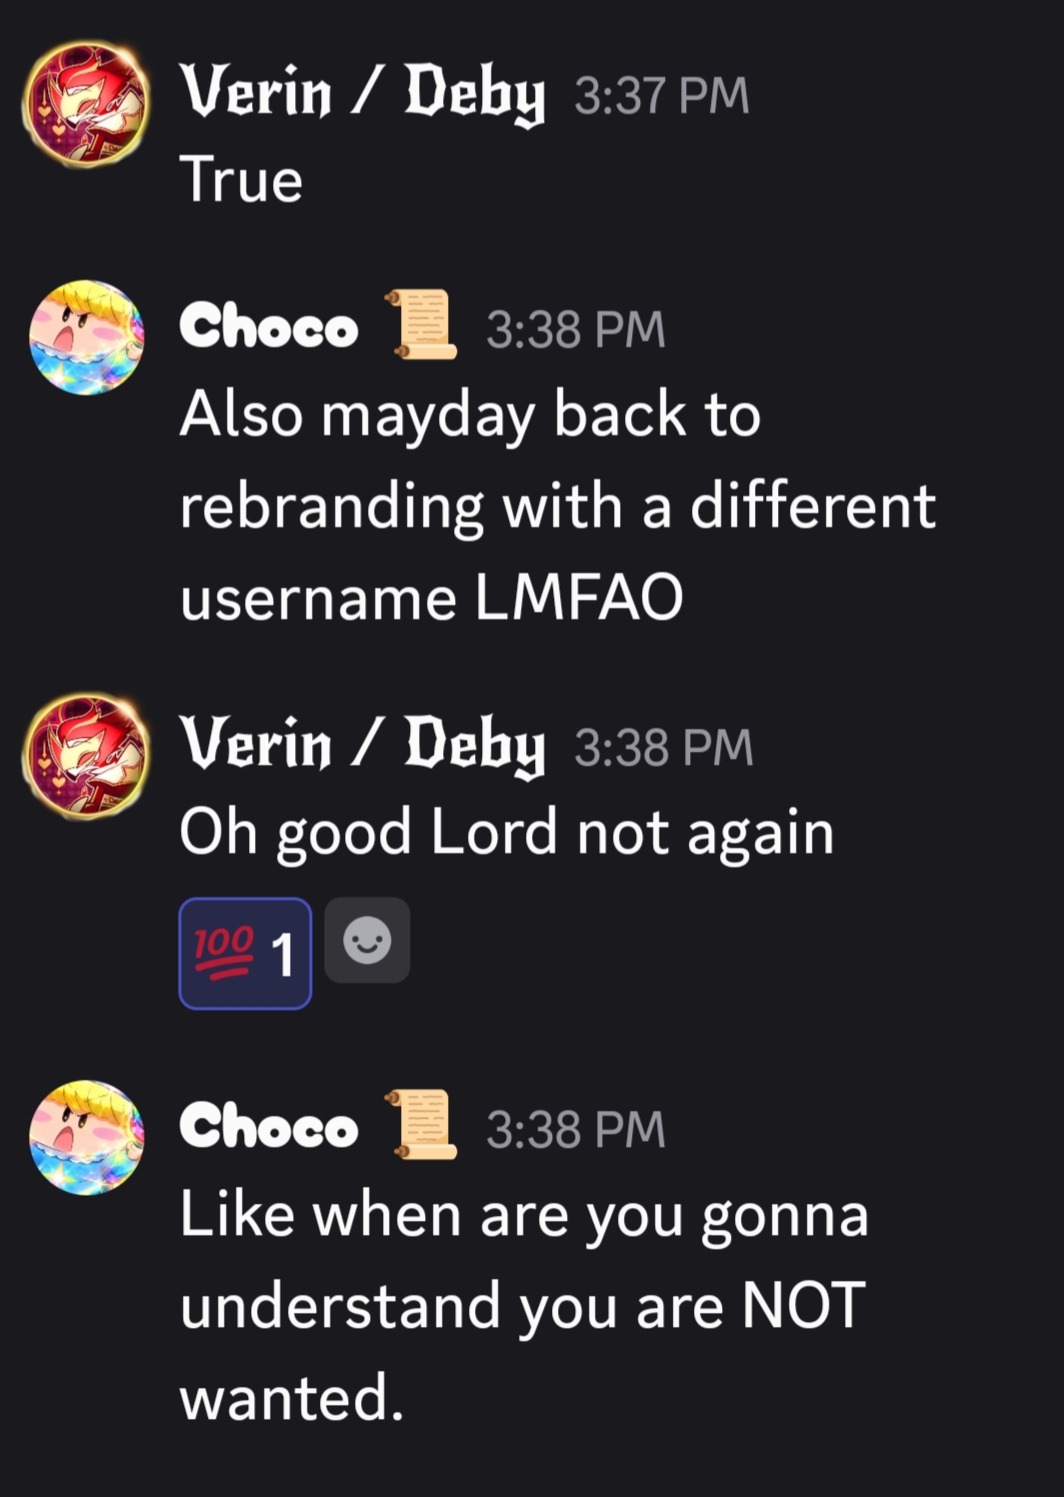 Verin / Deby 3:37 PM
True
Choco 📜 3:38 PM
Also mayday back to
rebranding with a different
username LMFAO
Verin / Deby 3:38 PM
Oh good Lord not again
💯 1
Choco 📜 3:38 PM
Like when are you gonna
understand you are NOT
wanted.